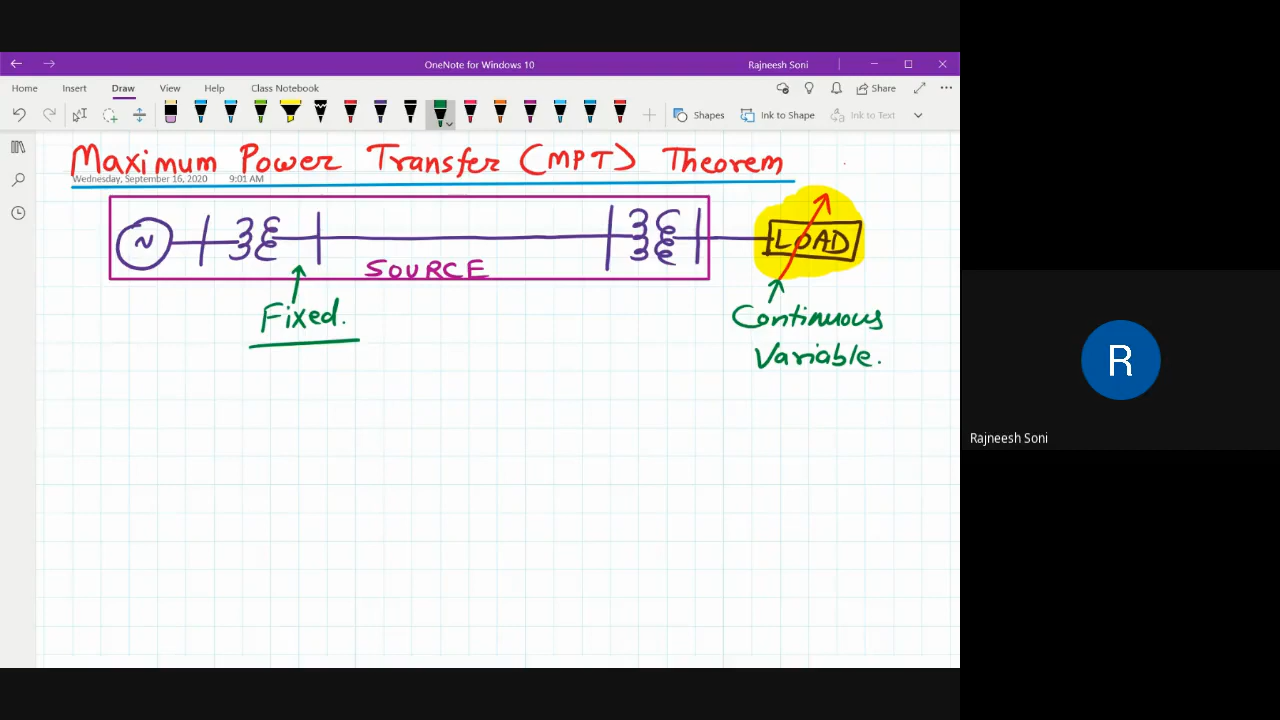 OneNote for Windows 10
Rajneesh Soni
Home Insert Draw View Help Class Notebook
Share
Shapes Ink to Shape Ink to Text
Maximum Power Transfer (MPT) Theorem
Wednesday, September 16, 2020 9:01 AM
N
LOAD
SOURCE
Fixed.
Continuous
Variable.
R
Rajneesh Soni